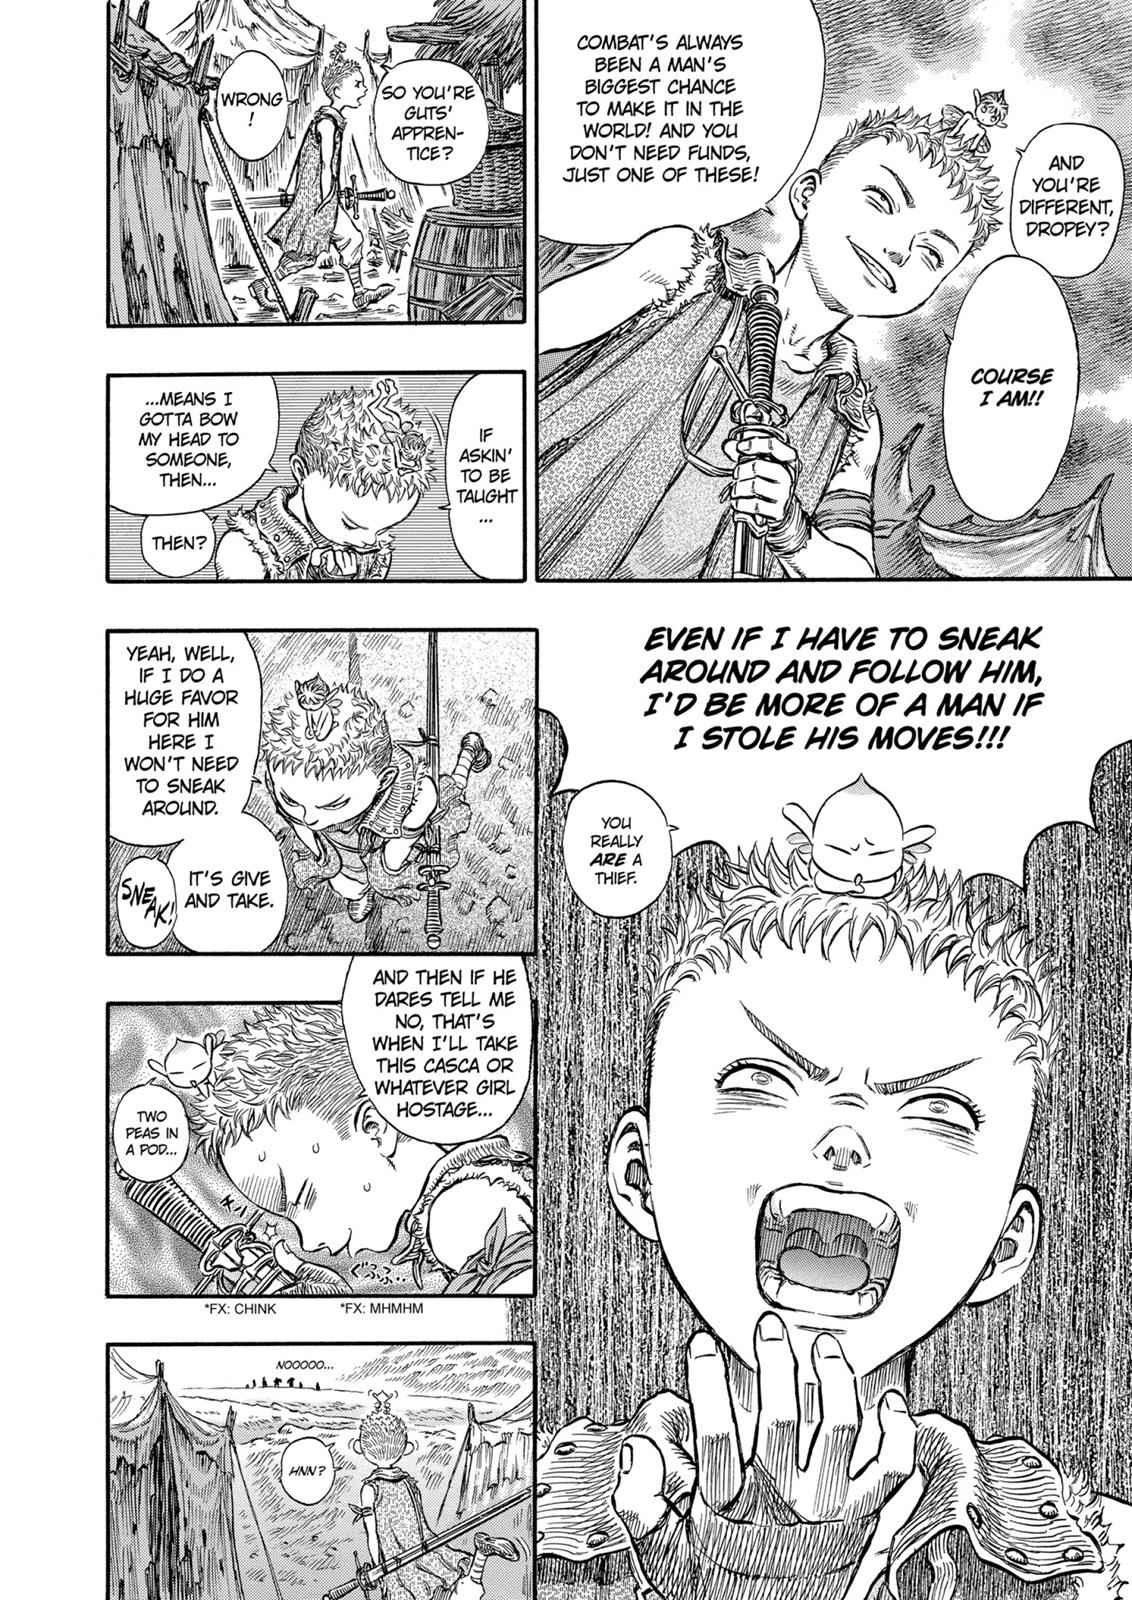 COMBAT'S ALWAYS
BEEN A MAN'S
BIGGEST CHANCE
TO MAKE IT IN THE
WORLD! AND YOU
DON'T NEED FUNDS,
JUST ONE OF THESE!
AND
YOU'RE
DIFFERENT,
DROPEY?
COURSE
I AM!!
SO YOU'RE
GUTS'
APPREN-
TICE?
WRONG
!
IF
ASKIN'
TO BE
TAUGHT
...
...MEANS I
GOTTA BOW
MY HEAD TO
SOMEONE,
THEN...
THEN?
EVEN IF I HAVE TO SNEAK
AROUND AND FOLLOW HIM,
I'D BE MORE OF A MAN IF
I STOLE HIS MOVES!!!
YOU
REALLY
ARE A
THIEF.
YEAH, WELL,
IF I DO A
HUGE FAVOR
FOR HIM
HERE I
WON'T NEED
TO SNEAK
AROUND.
IT'S GIVE
AND TAKE.
SNEAK!
AND THEN IF HE
DARES TELL ME
NO, THAT'S
WHEN I'LL TAKE
THIS CASCA OR
WHATEVER GIRL
HOSTAGE...
TWO
PEAS IN
A POD...
チン
ぐふふふ..
*FX: CHINK
*FX: MHMHM
NOOOOO...
HNN?